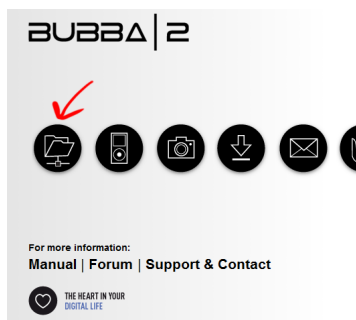 BUBBA|2
For more information:
Manual | Forum | Support & Contact
THE HEART IN YOUR
DIGITAL LIFE